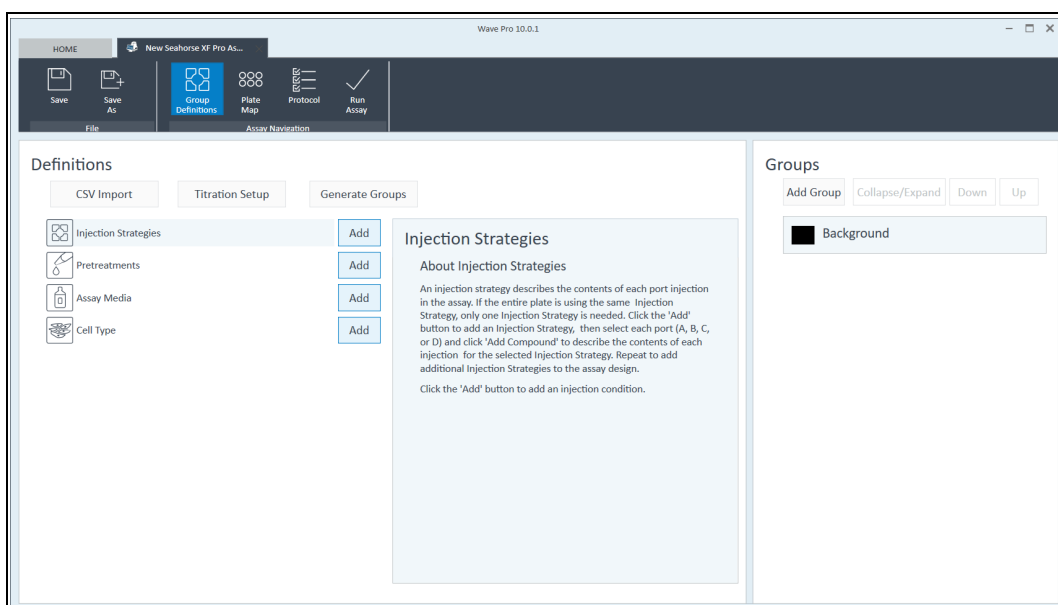 Wave Pro 10.0.1
HOME
New Seahorse XF Pro As...
Save
Save As
Group Definitions
Plate Map
Protocol
Run Assay
File
Assay Navigation
Definitions
CSV Import
Titration Setup
Generate Groups
Injection Strategies
Add
Pretreatments
Add
Assay Media
Add
Cell Type
Add
Injection Strategies
About Injection Strategies
An injection strategy describes the contents of each port injection
in the assay. If the entire plate is using the same Injection
Strategy, only one Injection Strategy is needed. Click the 'Add'
button to add an Injection Strategy, then select each port (A, B, C,
or D) and click 'Add Compound' to describe the contents of each
injection for the selected Injection Strategy. Repeat to add
additional Injection Strategies to the assay design.
Click the 'Add' button to add an injection condition.
Groups
Add Group
Collapse/Expand
Down
Up
Background